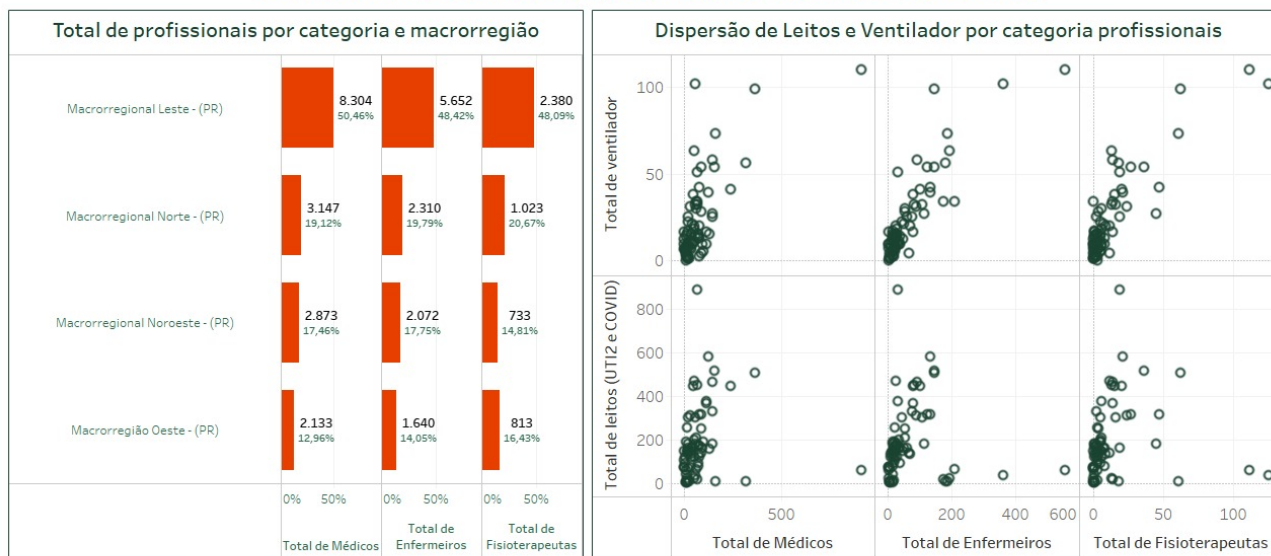 Total de profissionais por categoria e macrorregião
Macrorregional Leste - (PR)
8.304
50,46%
5.652
48,42%
2.380
48,09%
Macrorregional Norte - (PR)
3.147
19,12%
2.310
19,79%
1.023
20,67%
Macrorregional Noroeste - (PR)
2.873
17,46%
2.072
17,75%
733
14,81%
Macrorregião Oeste - (PR)
2.133
12,96%
1.640
14,05%
813
16,43%
0% 50% 0% 50% 0% 50%
Total de Médicos
Total de
Enfermeiros
Total de
Fisioterapeutas
Dispersão de Leitos e Ventilador por categoria profissionais
Total de ventilador
100
50
0
Total de leitos (UTI2 e COVID)
800
600
400
200
0
0 500 0 200 400 600 0 50 100
Total de Médicos Total de Enfermeiros Total de Fisioterapeutas